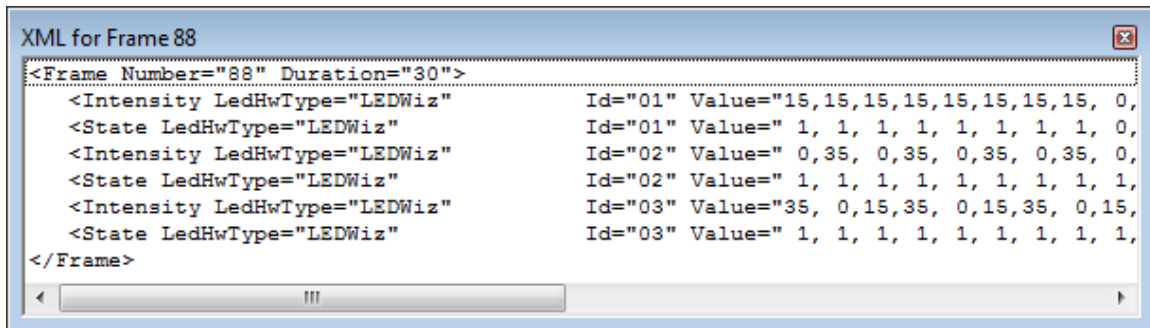 XML for Frame 88
<Frame Number="88" Duration="30">
<Intensity LedHwType="LEDWiz" Id="01" Value="15,15,15,15,15,15,15,15, 0,
<State LedHwType="LEDWiz" Id="01" Value=" 1, 1, 1, 1, 1, 1, 1, 1, 0,
<Intensity LedHwType="LEDWiz" Id="02" Value=" 0,35, 0,35, 0,35, 0,35, 0,
<State LedHwType="LEDWiz" Id="02" Value=" 1, 1, 1, 1, 1, 1, 1, 1, 1,
<Intensity LedHwType="LEDWiz" Id="03" Value="35, 0,15,35, 0,15,35, 0,15,
<State LedHwType="LEDWiz" Id="03" Value=" 1, 1, 1, 1, 1, 1, 1, 1, 1,
</Frame>